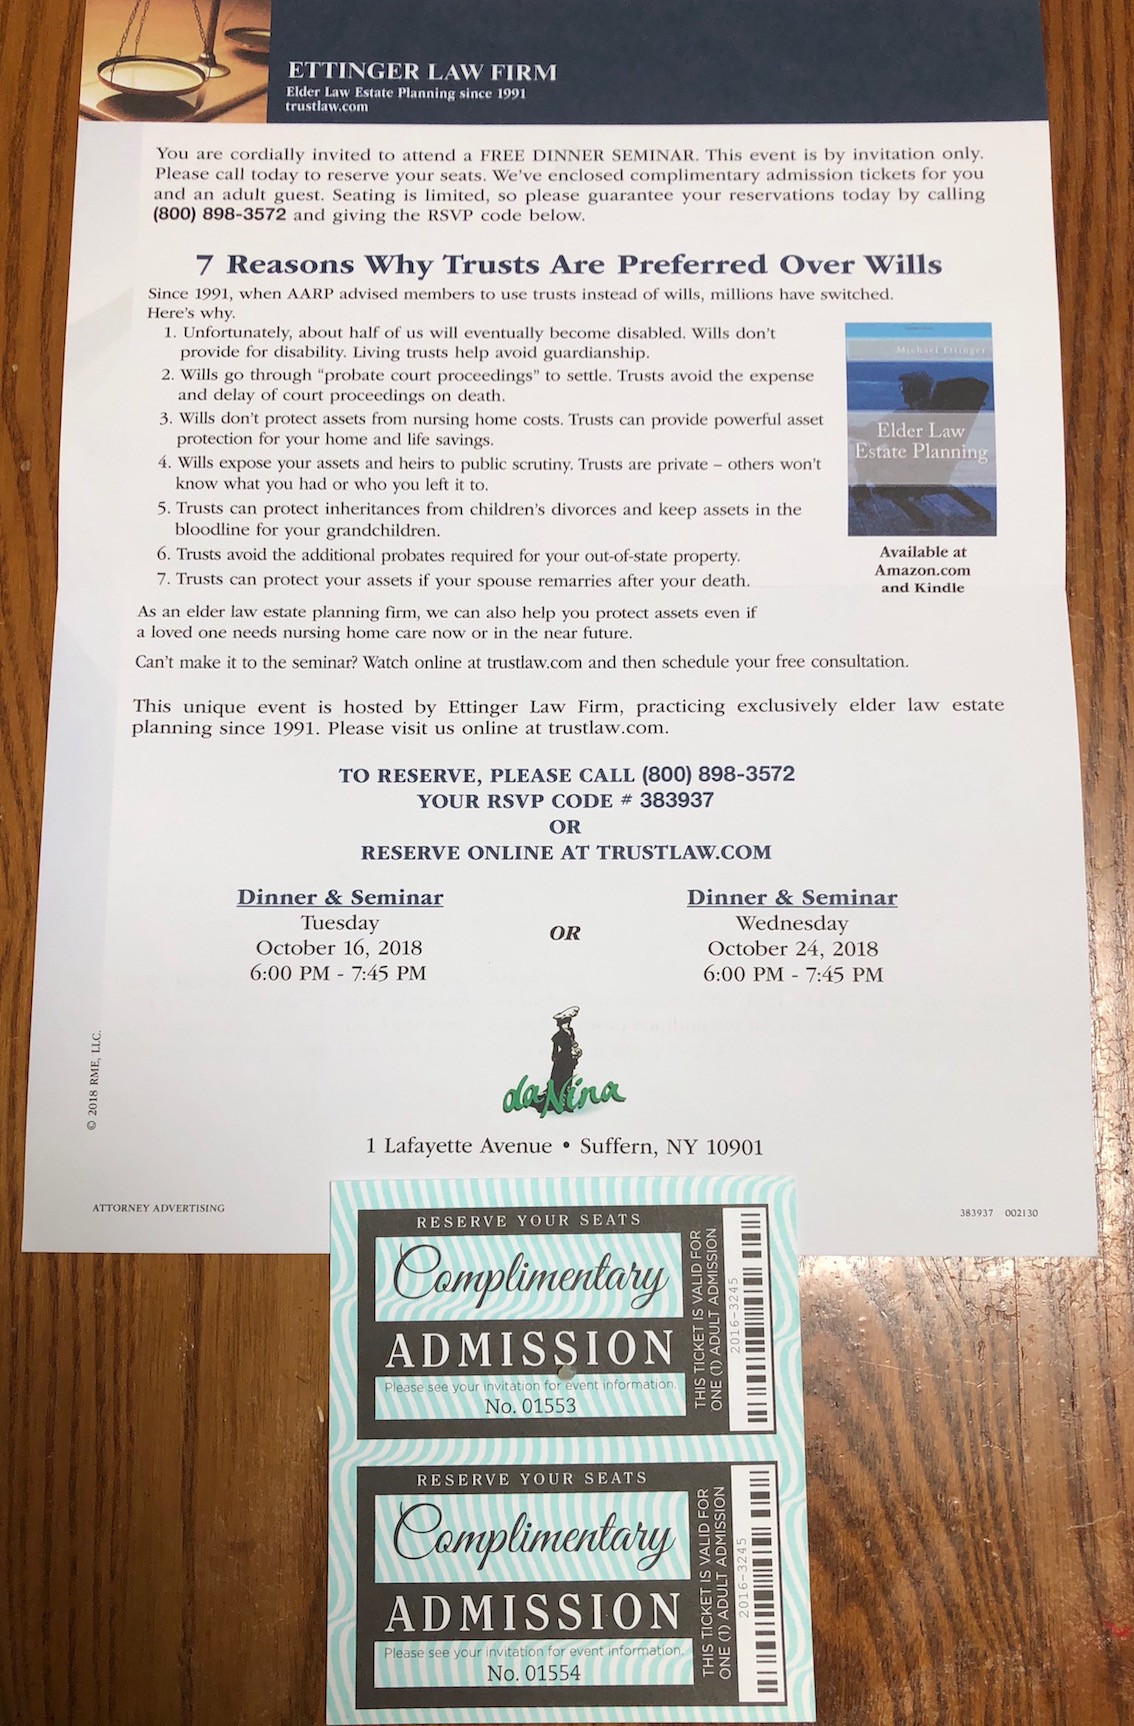 ETTINGER LAW FIRM
Elder Law Estate Planning since 1991
trustlaw.com
You are cordially invited to attend a FREE DINNER SEMINAR. This event is by invitation only.
Please call today to reserve your seats. We've enclosed complimentary admission tickets for you
and an adult guest. Seating is limited, so please guarantee your reservations today by calling
(800) 898-3572 and giving the RSVP code below.
7 Reasons Why Trusts Are Preferred Over Wills
Since 1991, when AARP advised members to use trusts instead of wills, millions have switched.
Here's why.
1. Unfortunately, about half of us will eventually become disabled. Wills don't
provide for disability. Living trusts help avoid guardianship.
2. Wills go through "probate court proceedings" to settle. Trusts avoid the expense
and delay of court proceedings on death.
3. Wills don't protect assets from nursing home costs. Trusts can provide powerful asset
protection for your home and life savings.
4. Wills expose your assets and heirs to public scrutiny. Trusts are private – others won't
know what you had or who you left it to.
5. Trusts can protect inheritances from children's divorces and keep assets in the
bloodline for your grandchildren.
6. Trusts avoid the additional probates required for your out-of-state property.
7. Trusts can protect your assets if your spouse remarries after your death.
Michael Ettinger
Elder Law
Estate Planning
Available at
Amazon.com
and Kindle
As an elder law estate planning firm, we can also help you protect assets even if
a loved one needs nursing home care now or in the near future.
Can't make it to the seminar? Watch online at trustlaw.com and then schedule your free consultation.
This unique event is hosted by Ettinger Law Firm, practicing exclusively elder law estate
planning since 1991. Please visit us online at trustlaw.com.
TO RESERVE, PLEASE CALL (800) 898-3572
YOUR RSVP CODE # 383937
OR
RESERVE ONLINE AT TRUSTLAW.COM
Dinner & Seminar
Tuesday
October 16, 2018
6:00 PM - 7:45 PM
OR
Dinner & Seminar
Wednesday
October 24, 2018
6:00 PM - 7:45 PM
daNina
1 Lafayette Avenue • Suffern, NY 10901
© 2018 RME, LLC.
ATTORNEY ADVERTISING
383937 002130
RESERVE YOUR SEATS
Complimentary
ADMISSION
Please see your invitation for event information.
No. 01553
THIS TICKET IS VALID FOR
ONE (1) ADULT ADMISSION
2016-3245
RESERVE YOUR SEATS
Complimentary
ADMISSION
Please see your invitation for event information.
No. 01554
THIS TICKET IS VALID FOR
ONE (1) ADULT ADMISSION
2016-3245